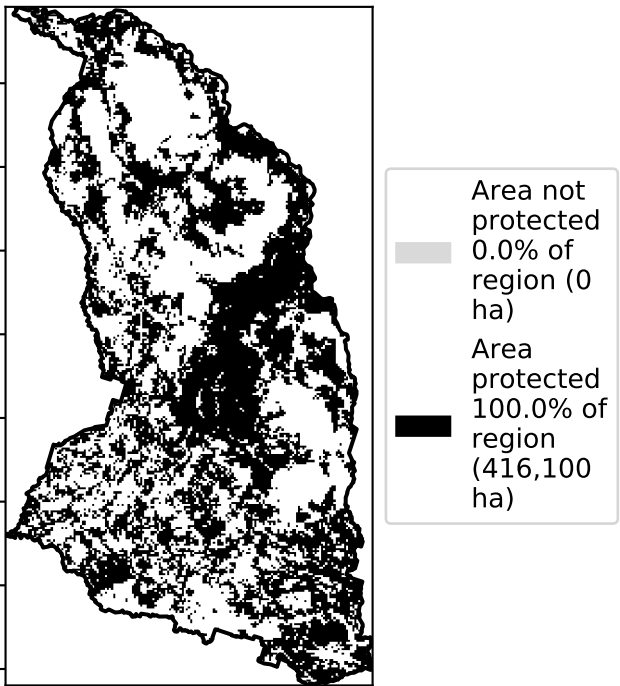 Area not
protected
0.0% of
region (0
ha)
Area
protected
100.0% of
region
(416,100
ha)